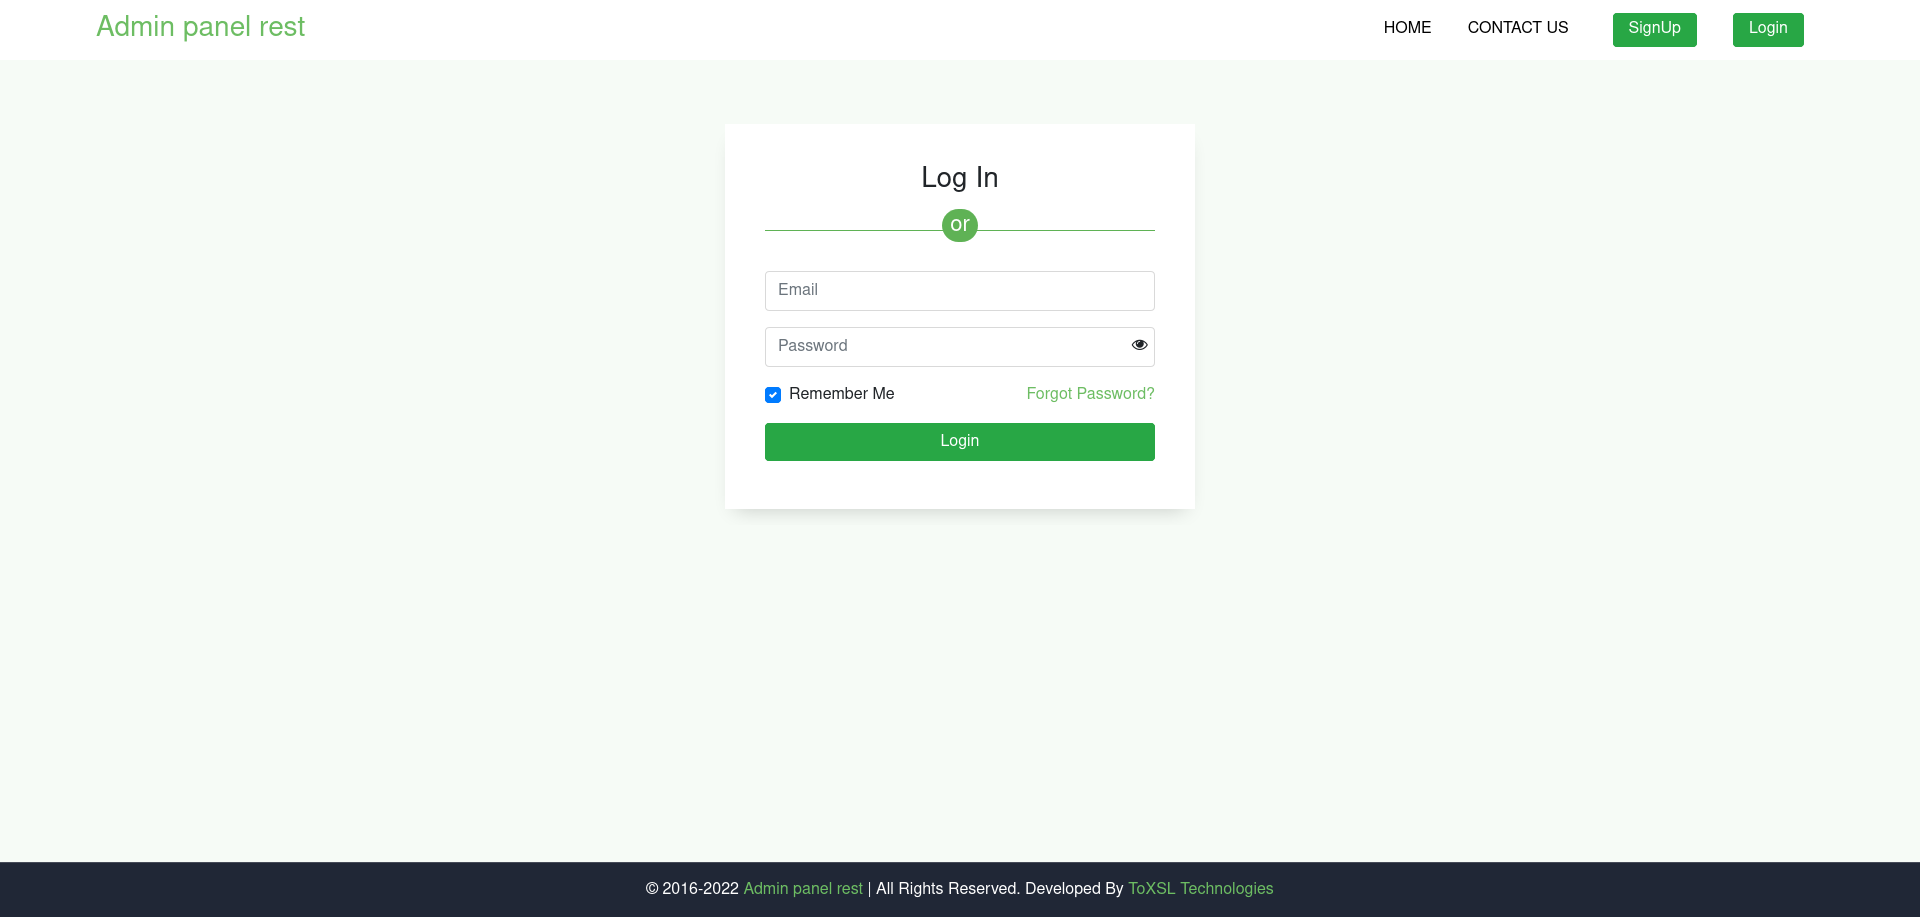 Admin panel rest
HOME
CONTACT US
SignUp
Login
Log In
or
Email
Password
Remember Me
Forgot Password?
Login
© 2016-2022 Admin panel rest | All Rights Reserved. Developed By ToXSL Technologies